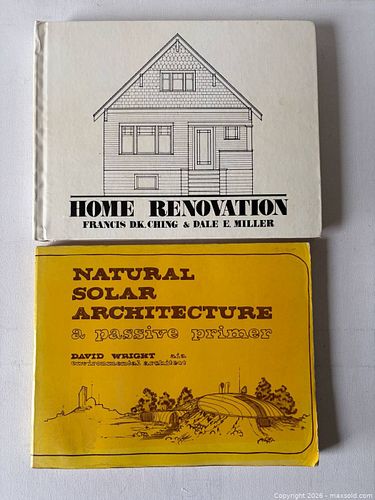 HOME RENOVATION
FRANCIS D.K. CHING & DALE E. MILLER
NATURAL
SOLAR
ARCHITECTURE
a passive primer
DAVID WRIGHT aia
environmental architect
Copyright 2026 - maxsold.com